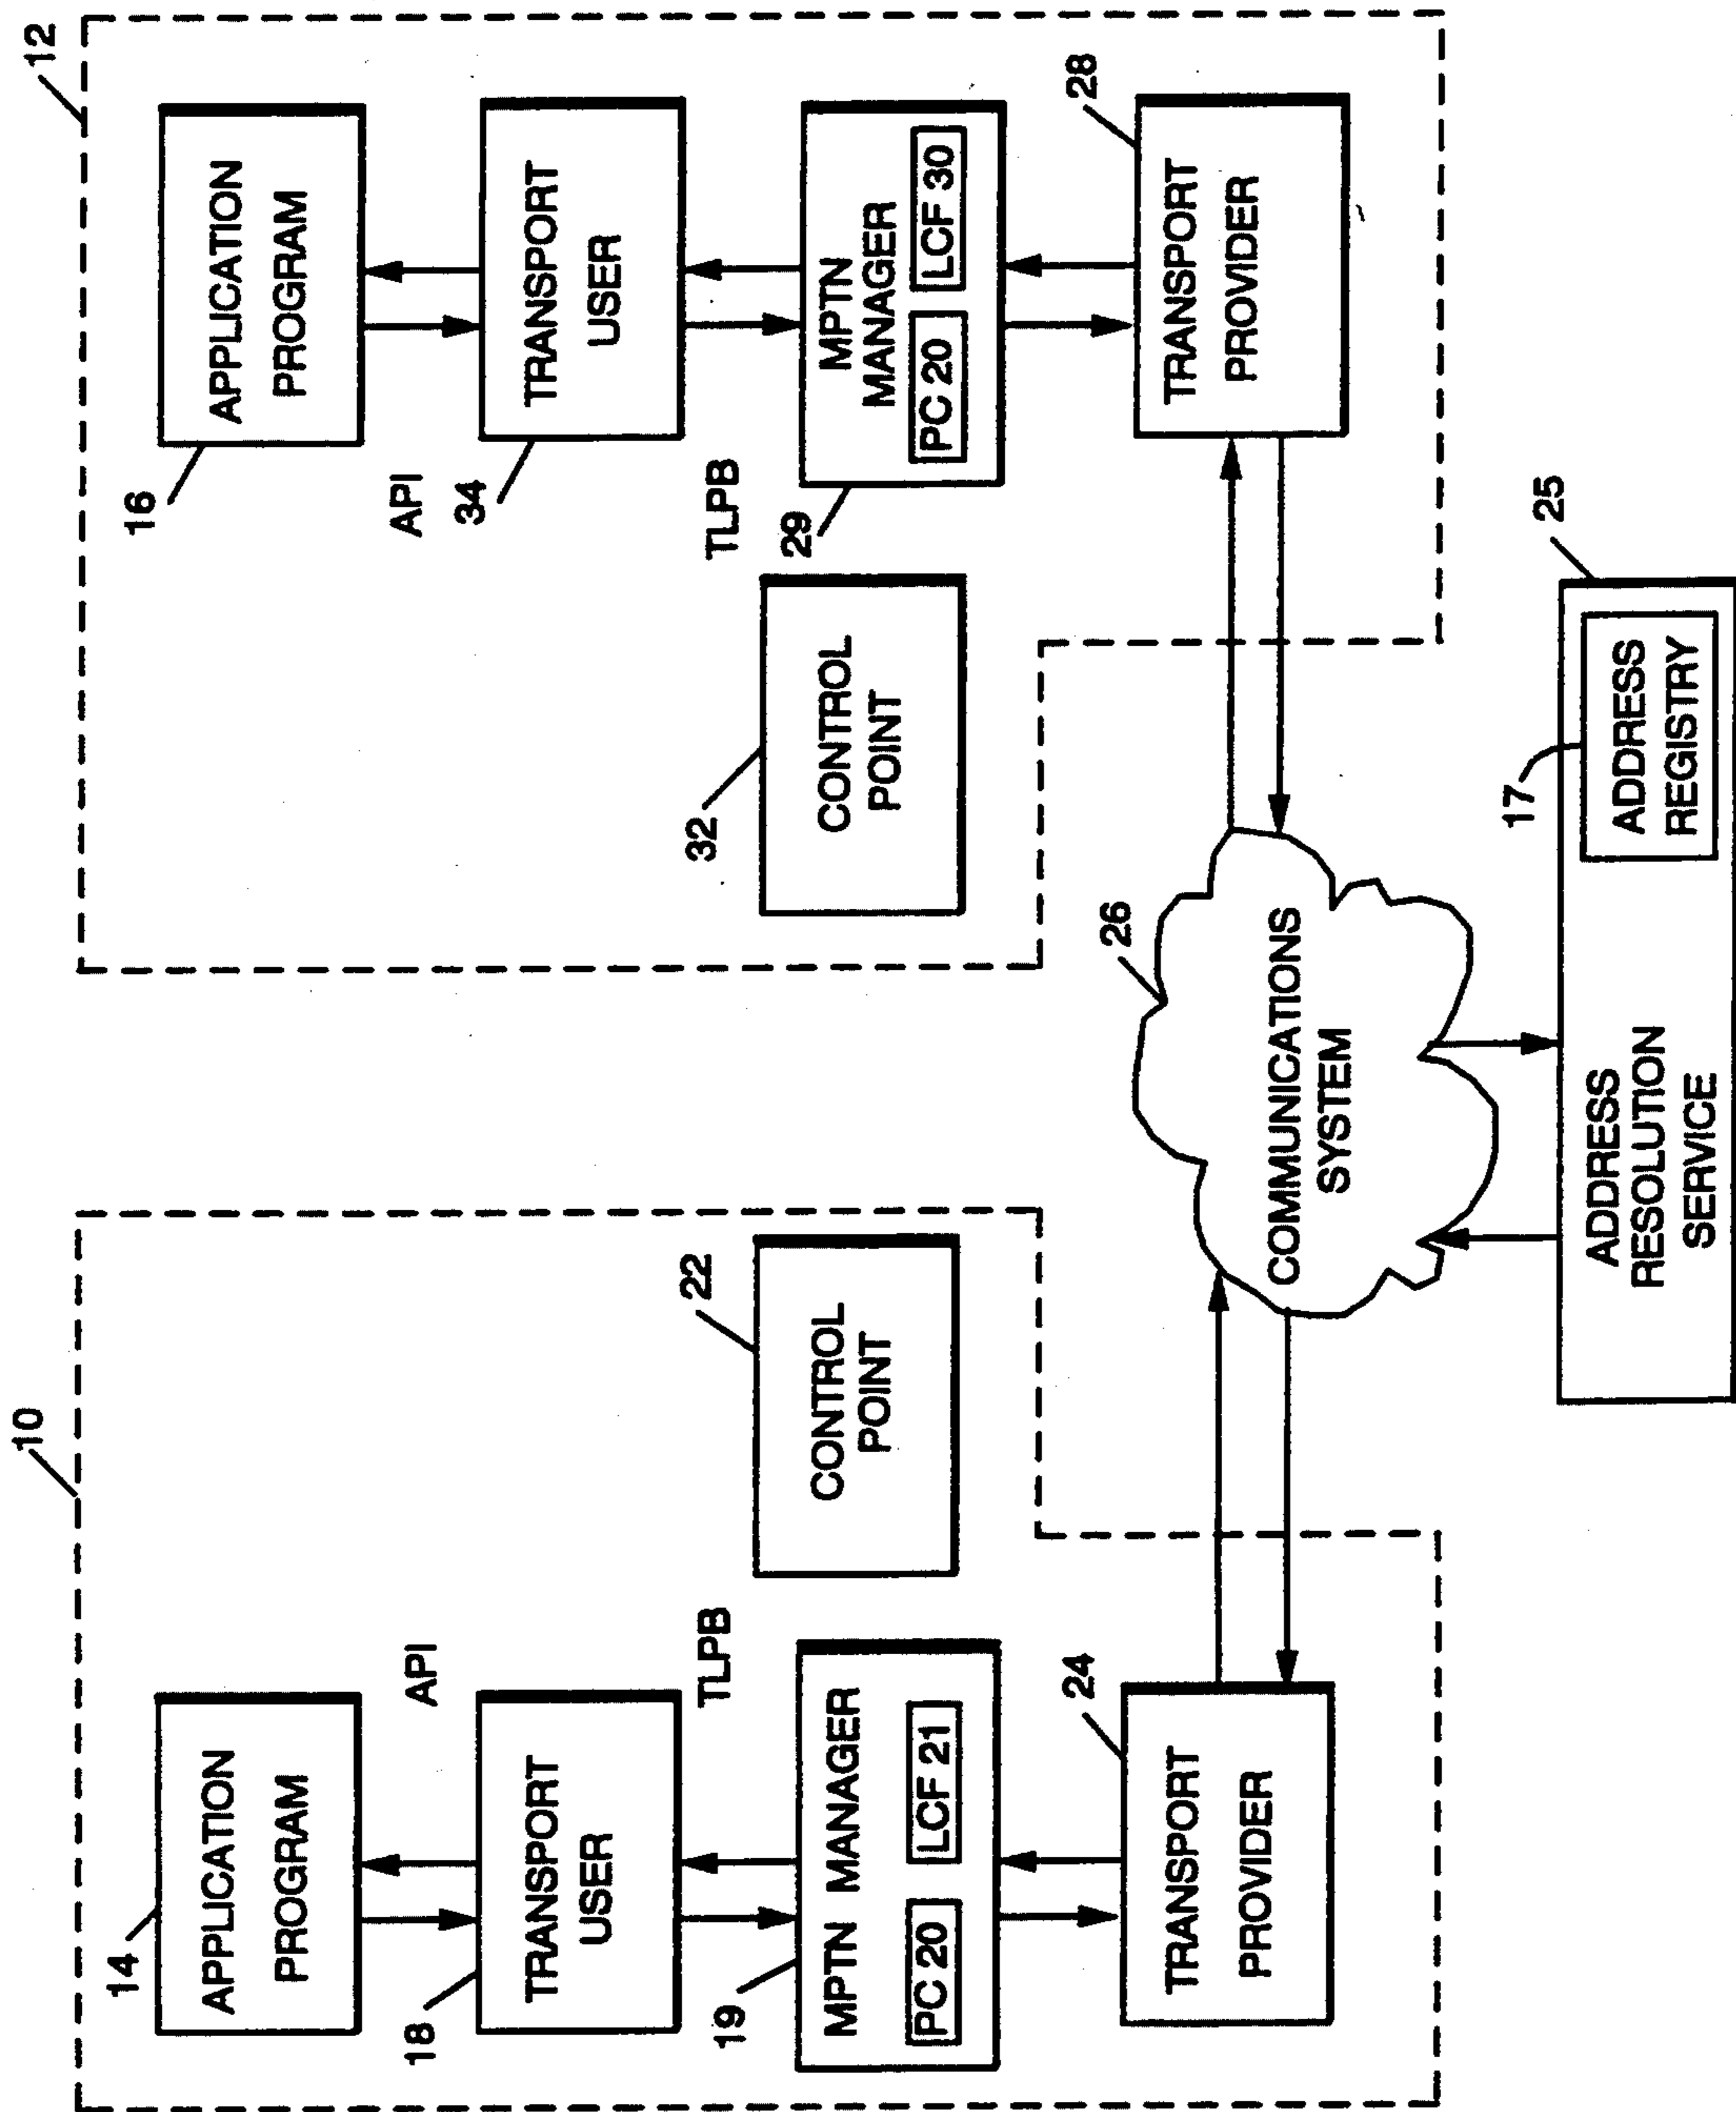 10
14
APPLICATION
PROGRAM
API
18
TRANSPORT
USER
TLPB
19
MPTN MANAGER
PC 20
LCF 21
22
CONTROL
POINT
24
TRANSPORT
PROVIDER
12
16
APPLICATION
PROGRAM
API
34
TRANSPORT
USER
TLPB
29
MPTN
MANAGER
PC 20
LCF 30
32
CONTROL
POINT
28
TRANSPORT
PROVIDER
26
COMMUNICATIONS
SYSTEM
25
ADDRESS
RESOLUTION
SERVICE
17
ADDRESS
REGISTRY